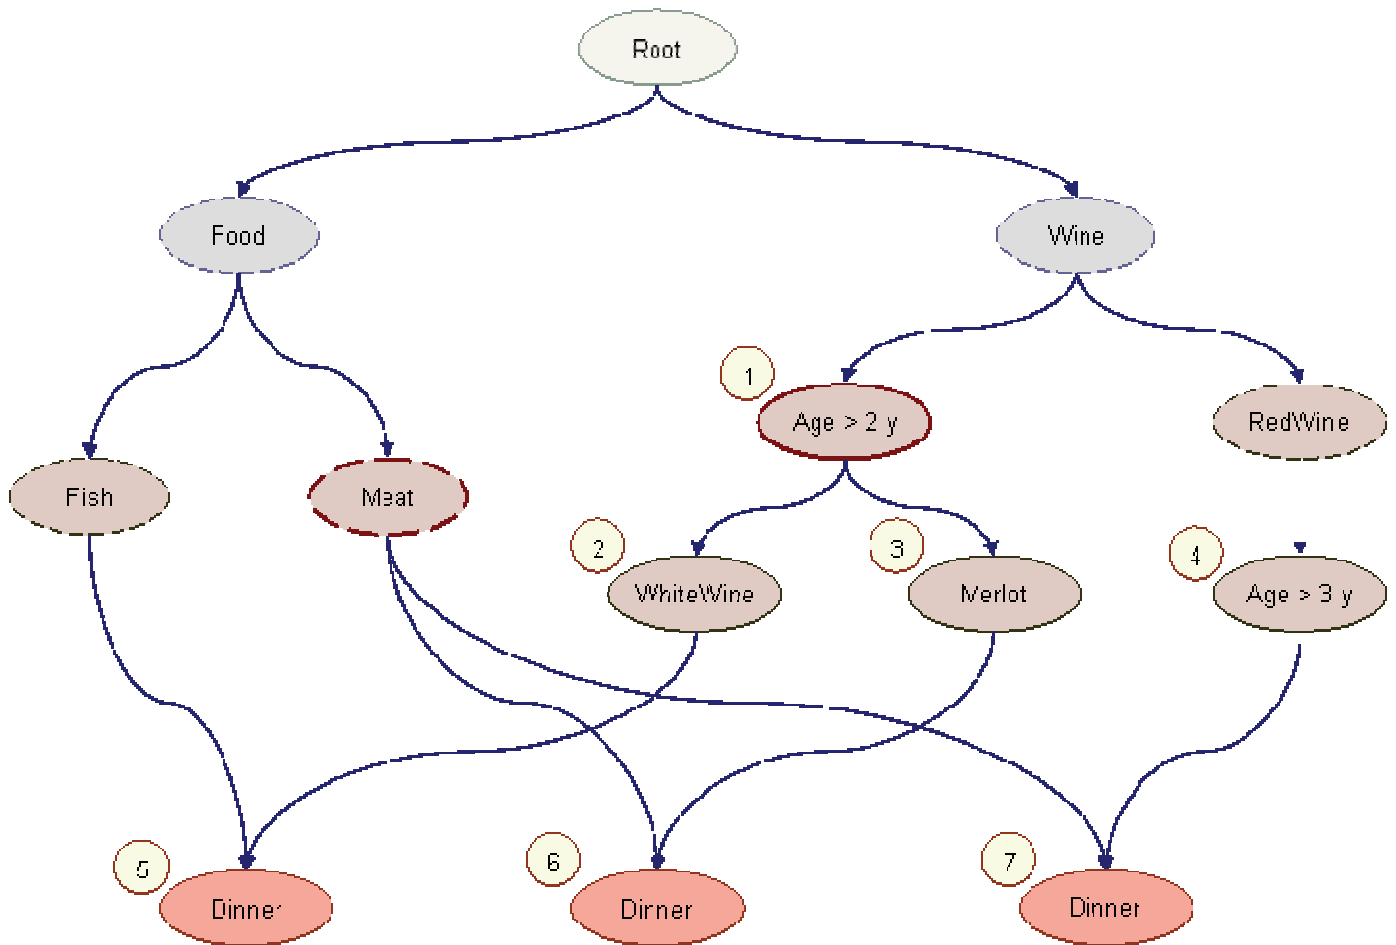 Root
Food
Wine
1
Age > 2 y
RedWine
Fish
Meat
2
3
4
WhiteWine
Merlot
Age > 3 y
5
6
7
Dinner
Dinner
Dinner